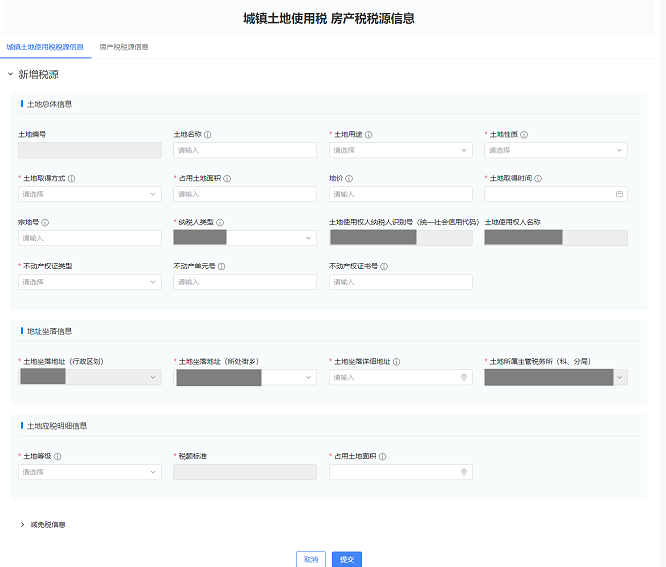 城镇土地使用税 房产税税源信息
城镇土地使用税税源信息 房产税税源信息
新增税源
土地总体信息
土地编号 土地名称 * 土地用途 * 土地性质
请输入 请选择 请选择
* 土地取得方式 * 占用土地面积 地价 * 土地取得时间
请选择 请输入 请输入
宗地号 * 纳税人类型 土地使用权人纳税人识别号（统一社会信用代码） 土地使用权人名称
请输入
* 不动产权证类型 不动产单元号 不动产权证书号
请选择 请输入 请输入
地址坐落信息
* 土地坐落地址（行政区划） * 土地坐落地址（所处街乡） * 土地坐落详细地址 * 土地所属主管税务所（科、分局）
请输入
土地应税明细信息
* 土地等级 * 税额标准 * 占用土地面积
请选择
减免税信息
取消 提交